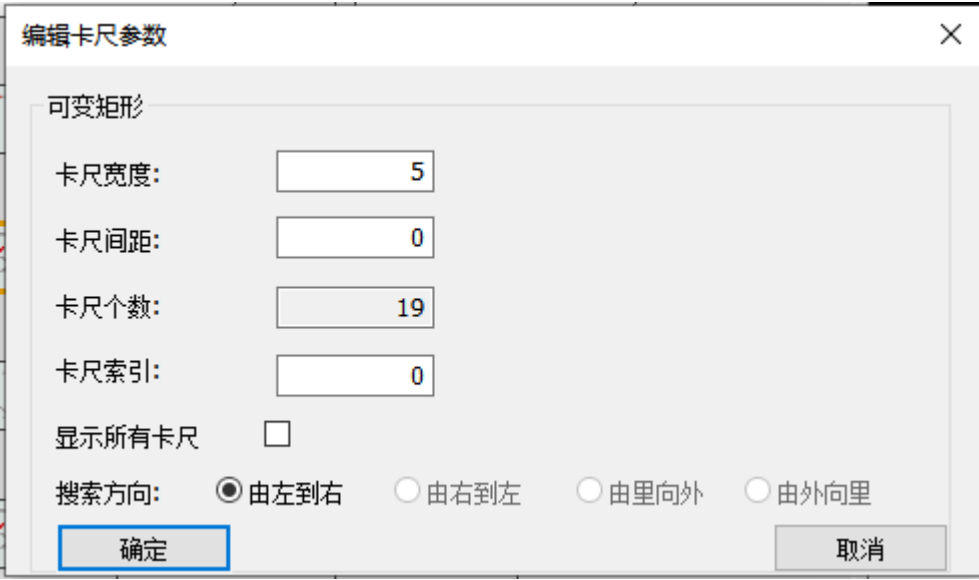 编辑卡尺参数
可变矩形
卡尺宽度: 5
卡尺间距: 0
卡尺个数: 19
卡尺索引: 0
显示所有卡尺
搜索方向: 由左到右 由右到左 由里向外 由外向里
确定 取消